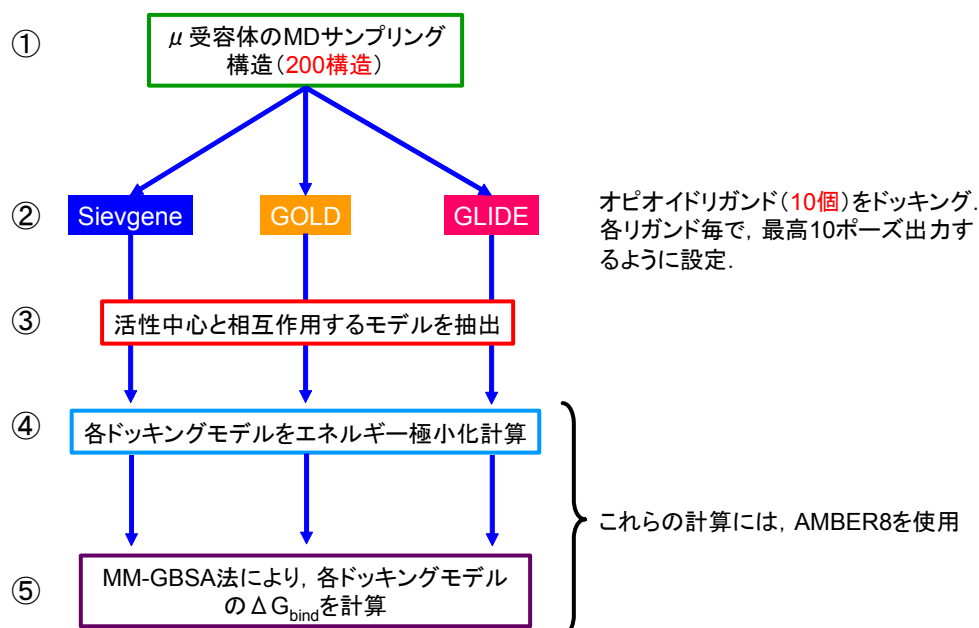 ①
μ受容体のMDサンプリング
構造(200構造)
②
Sievgene
GOLD
GLIDE
オピオイドリガンド(10個)をドッキング.
各リガンド毎で, 最高10ポーズ出力す
るように設定.
③
活性中心と相互作用するモデルを抽出
④
各ドッキングモデルをエネルギー極小化計算
これらの計算には, AMBER8を使用
⑤
MM-GBSA法により, 各ドッキングモデル
のΔGbindを計算